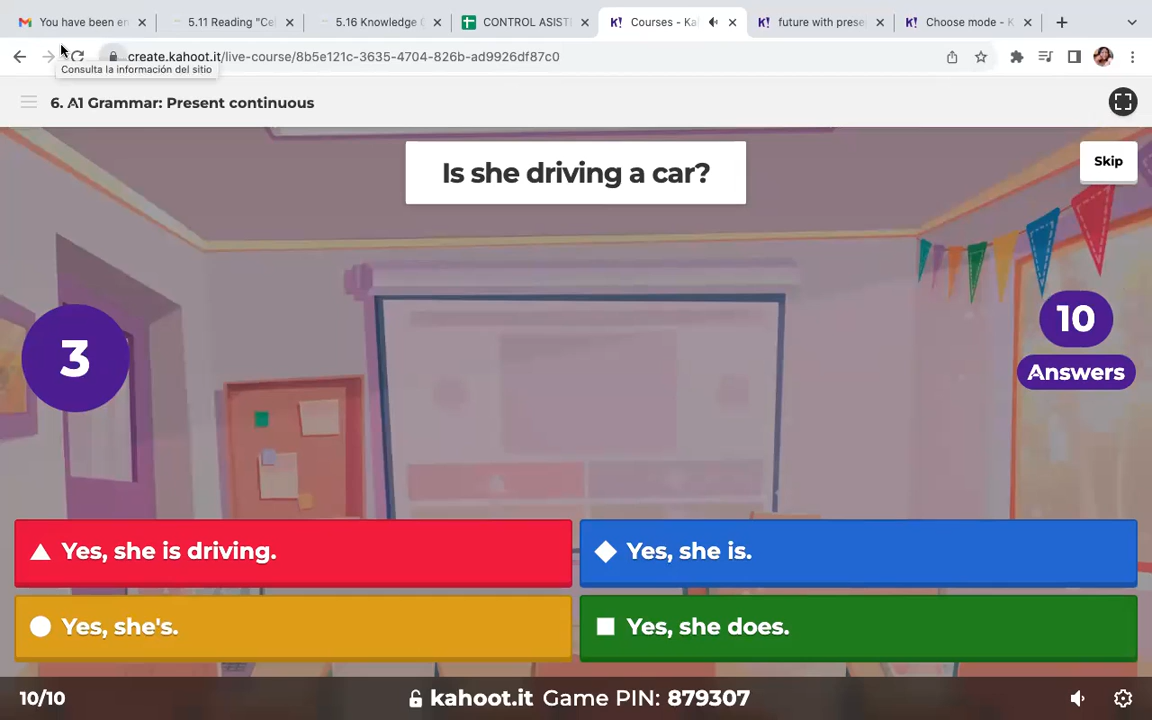 You have been en
5.11 Reading "Cel
5.16 Knowledge C
CONTROL ASIST
K! Courses - Ka
K! future with prese
K! Choose mode - K
create.kahoot.it/live-course/8b5e121c-3635-4704-826b-ad9926df87c0
Consulta la información del sitio
6. A1 Grammar: Present continuous
Is she driving a car?
Skip
3
10
Answers
Yes, she is driving.
Yes, she is.
Yes, she's.
Yes, she does.
10/10
kahoot.it Game PIN: 879307